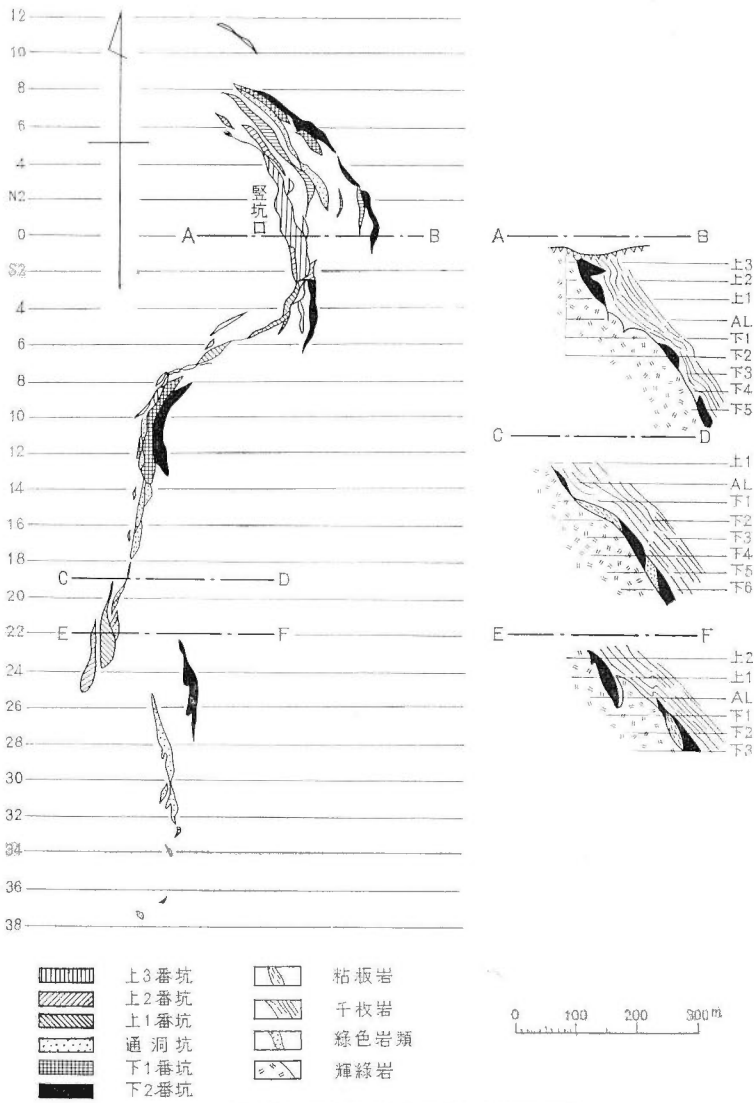 12
10
8
6
4
N2
0
S2
4
6
8
10
12
14
16
18
20
22
24
26
28
30
32
34
36
38
竪坑口
A B
C D
E F
A B
上3
上2
上1
AL
下1
下2
下3
下4
下5
C D
上1
AL
下1
下2
下3
下4
下5
下6
E F
上2
上1
AL
下1
下2
下3
上3番坑
上2番坑
上1番坑
通洞坑
下1番坑
下2番坑
粘板岩
千枚岩
綠色岩類
輝綠岩
0 100 200 300m